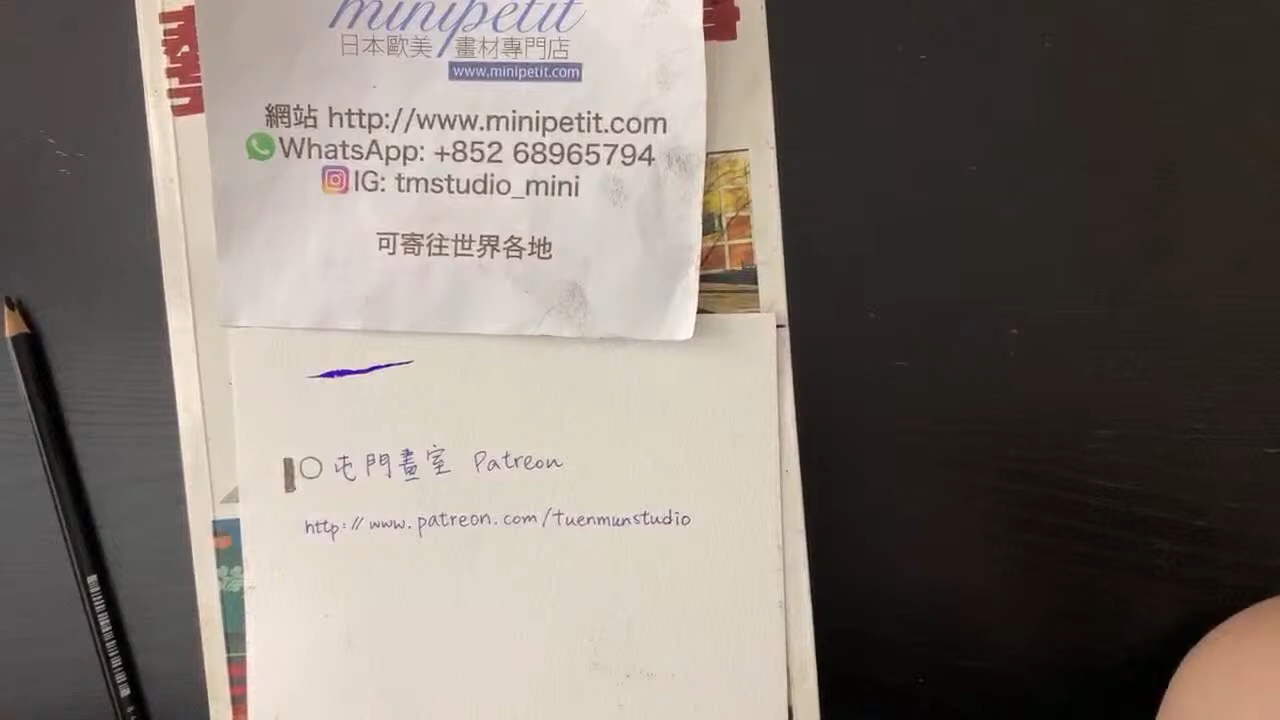 minipetit
日本歐美 畫材專門店
www.minipetit.com
網站 http://www.minipetit.com
WhatsApp: +852 68965794
IG: tmstudio_mini
可寄往世界各地
屯門畫室 Patreon
http://www.patreon.com/tuenmunstudio